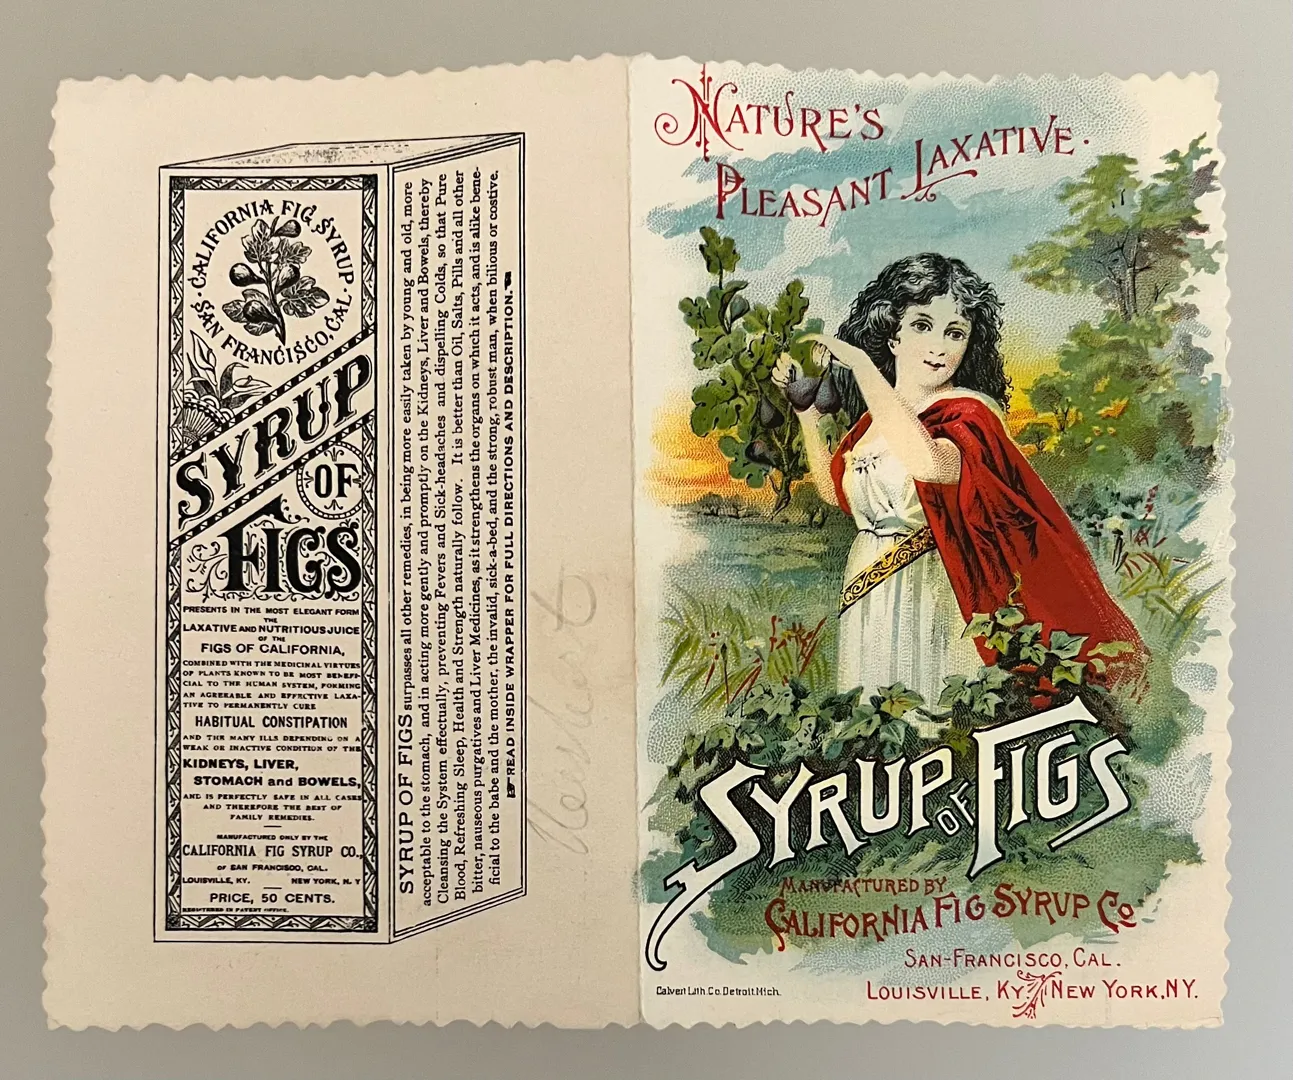 CALIFORNIA FIG SYRUP
SAN FRANCISCO, CAL.
SYRUP
OF
FIGS
PRESENTS IN THE MOST ELEGANT FORM
THE
LAXATIVE AND NUTRITIOUS JUICE
OF THE
FIGS OF CALIFORNIA,
COMBINED WITH THE MEDICINAL VIRTUES
OF PLANTS KNOWN TO BE MOST BENEFI-
CIAL TO THE HUMAN SYSTEM, FORMING
AN AGREEABLE AND EFFECTIVE LAXA-
TIVE TO PERMANENTLY CURE
HABITUAL CONSTIPATION
AND THE MANY ILLS DEPENDING ON A
WEAK OR INACTIVE CONDITION OF THE
KIDNEYS, LIVER,
STOMACH and BOWELS,
AND IS PERFECTLY SAFE IN ALL CASES
AND THEREFORE THE BEST OF
FAMILY REMEDIES.
MANUFACTURED ONLY BY THE
CALIFORNIA FIG SYRUP CO.,
OF SAN FRANCISCO, CAL.
LOUISVILLE, KY. NEW YORK, N. Y
PRICE, 50 CENTS.
REGISTERED IN PATENT OFFICE.
SYRUP OF FIGS surpasses all other remedies, in being more easily taken by young and old, more
acceptable to the stomach, and in acting more gently and promptly on the Kidneys, Liver and Bowels, thereby
Cleansing the System effectually, preventing Fevers and Sick-headaches and dispelling Colds, so that Pure
Blood, Refreshing Sleep, Health and Strength naturally follow. It is better than Oil, Salts, Pills and all other
bitter, nauseous purgatives and Liver Medicines, as it strengthens the organs on which it acts, and is alike bene-
ficial to the babe and the mother, the invalid, sick-a-bed, and the strong, robust man, when bilious or costive.
☞READ INSIDE WRAPPER FOR FULL DIRECTIONS AND DESCRIPTION.☚
NATURE'S
PLEASANT LAXATIVE.
SYRUP OF FIGS
MANUFACTURED BY
CALIFORNIA FIG SYRUP CO
SAN-FRANCISCO, CAL.
LOUISVILLE, KY. NEW YORK, N.Y.
Calvert Lith. Co. Detroit. Mich.